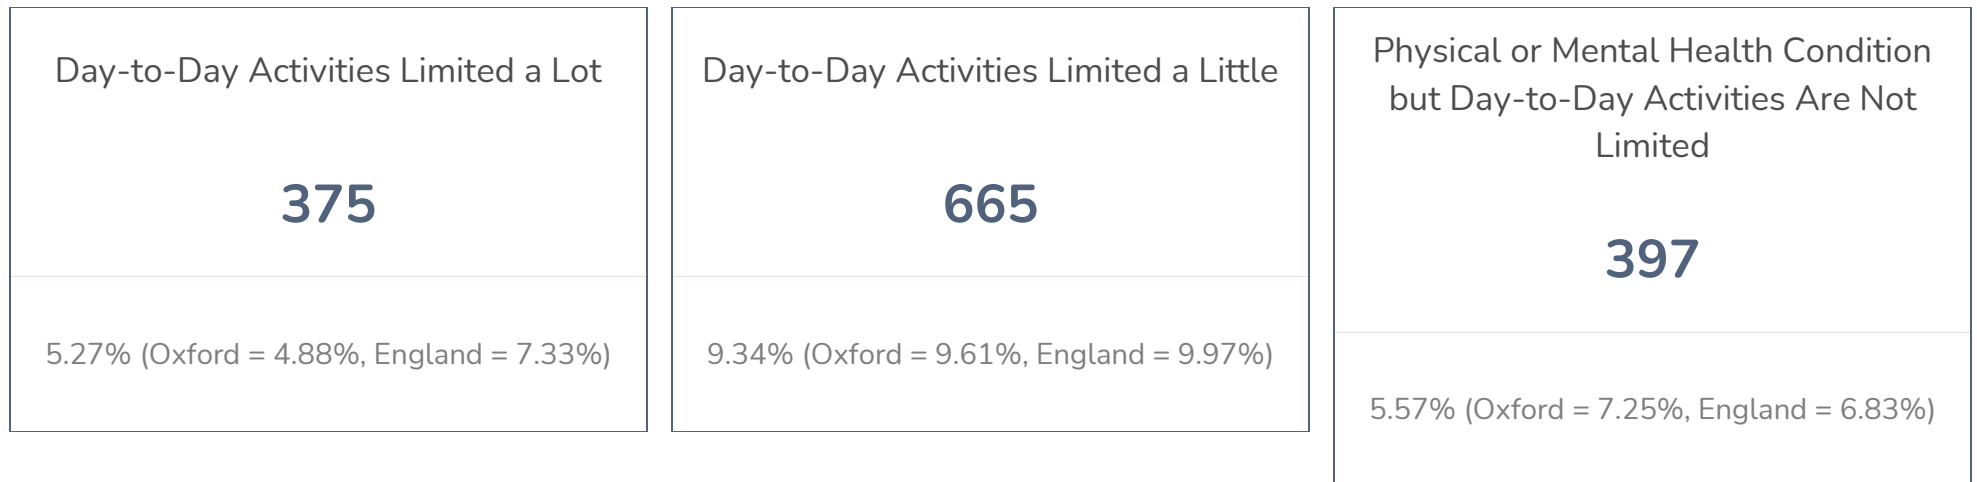 Day-to-Day Activities Limited a Lot
375
5.27% (Oxford = 4.88%, England = 7.33%)
Day-to-Day Activities Limited a Little
665
9.34% (Oxford = 9.61%, England = 9.97%)
Physical or Mental Health Condition
but Day-to-Day Activities Are Not
Limited
397
5.57% (Oxford = 7.25%, England = 6.83%)